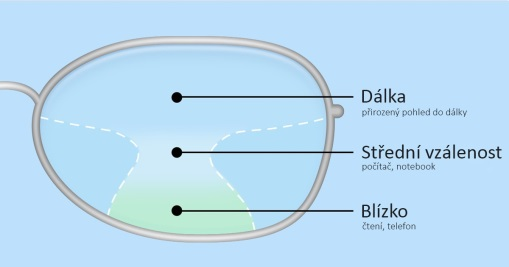 Dálka
přirozený pohled do dálky
Střední vzálenost
počítač, notebook
Blízko
čtení, telefon